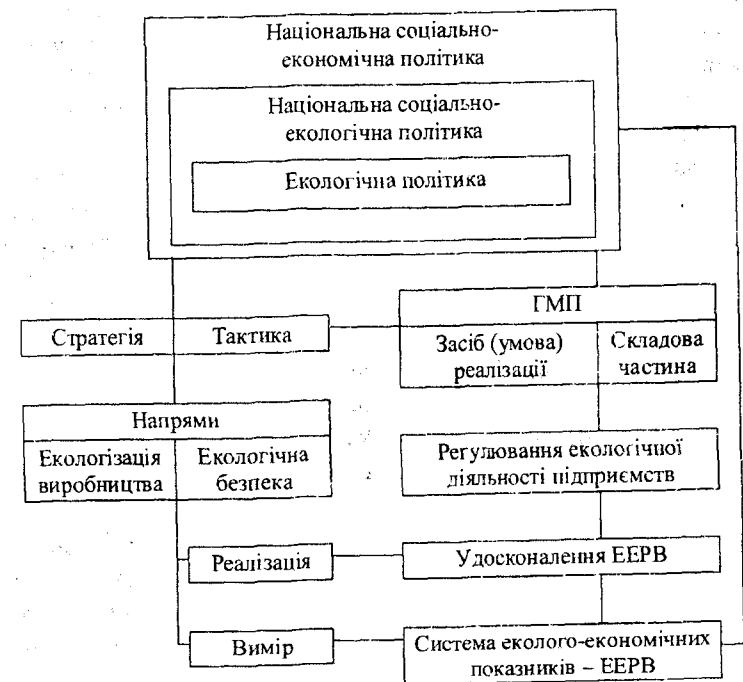 Національна соціально-
економічна політика
Національна соціально-
екологічна політика
Екологічна політика
Стратегія
Тактика
ГМП
Засіб (умова)
реалізації
Складова
частина
Напрями
Екологізація
виробництва
Екологічна
безпека
Регулювання екологічної
діяльності підприємств
Реалізація
Удосконалення ЕЕРВ
Вимір
Система еколого-економічних
показників – ЕЕРВ